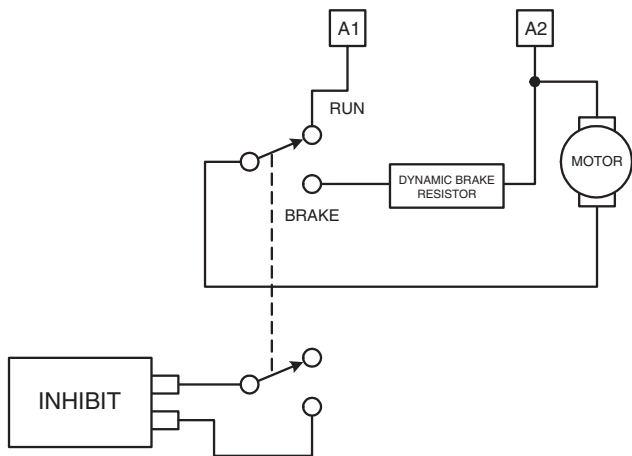 A1
A2
RUN
MOTOR
DYNAMIC BRAKE
RESISTOR
BRAKE
INHIBIT